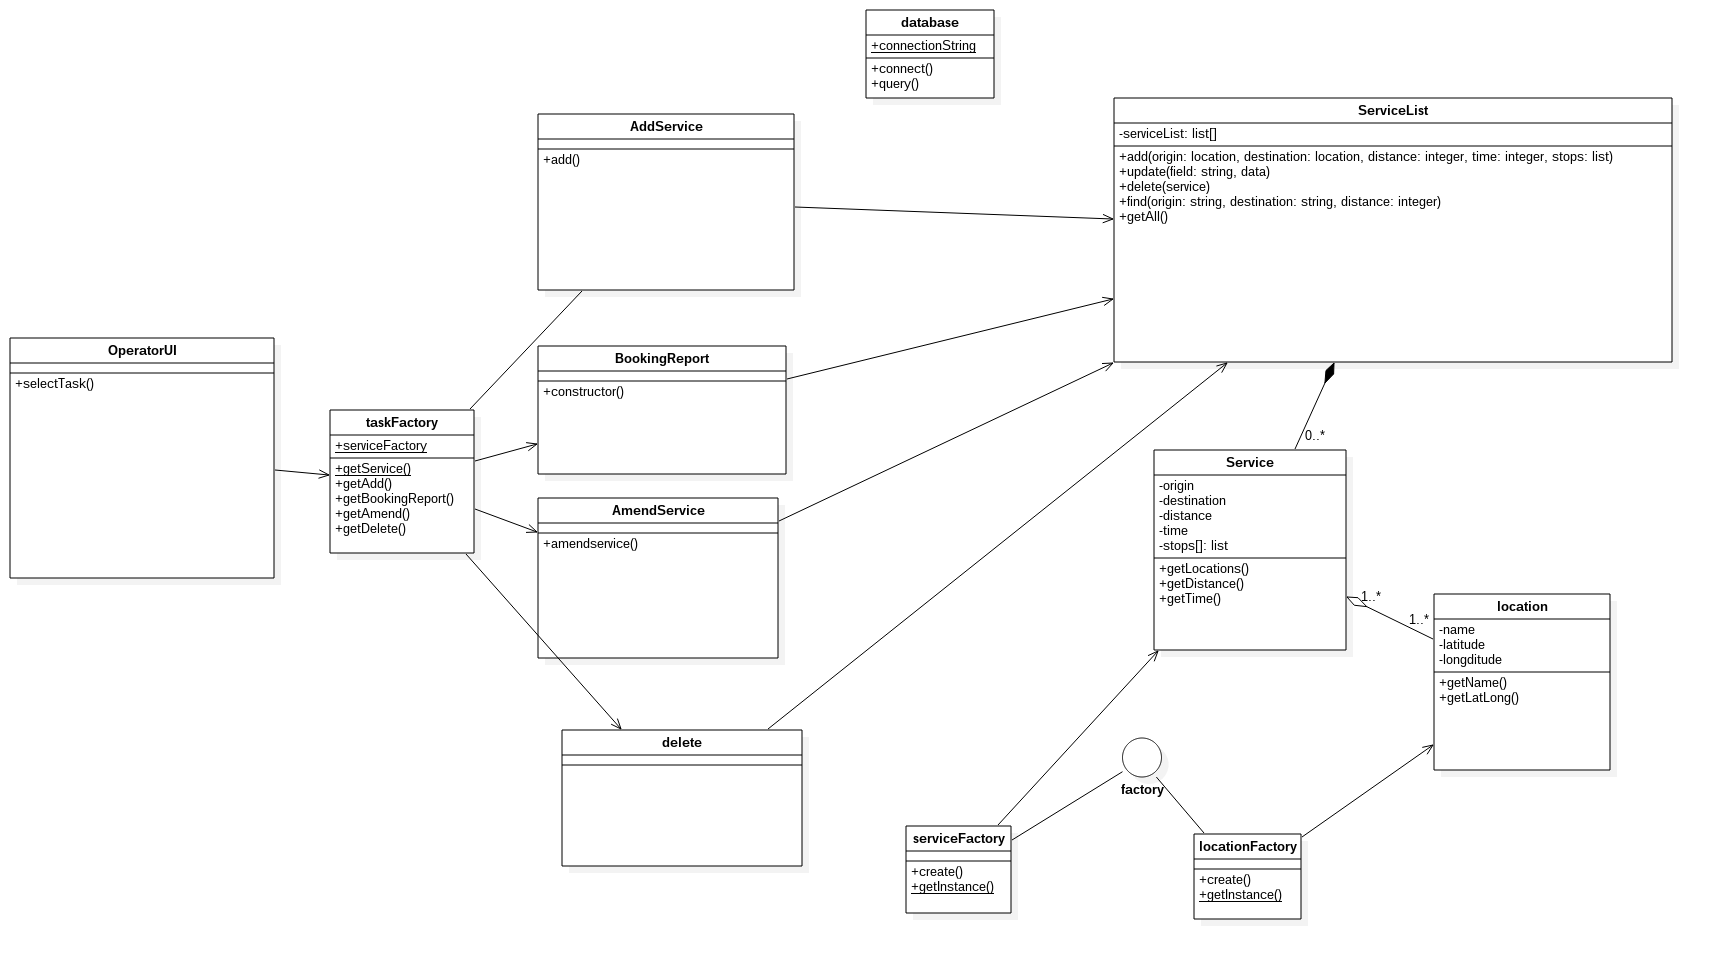 database
+connectionString
+connect()
+query()
ServiceList
-serviceList: list[]
+add(origin: location, destination: location, distance: integer, time: integer, stops: list)
+update(field: string, data)
+delete(service)
+find(origin: string, destination: string, distance: integer)
+getAll()
AddService
+add()
OperatorUI
+selectTask()
BookingReport
+constructor()
taskFactory
+serviceFactory
+getService()
+getAdd()
+getBookingReport()
+getAmend()
+getDelete()
AmendService
+amendservice()
0..*
Service
-origin
-destination
-distance
-time
-stops[]: list
+getLocations()
+getDistance()
+getTime()
1..*
1..*
location
-name
-latitude
-longditude
+getName()
+getLatLong()
delete
factory
serviceFactory
+create()
+getInstance()
locationFactory
+create()
+getInstance()